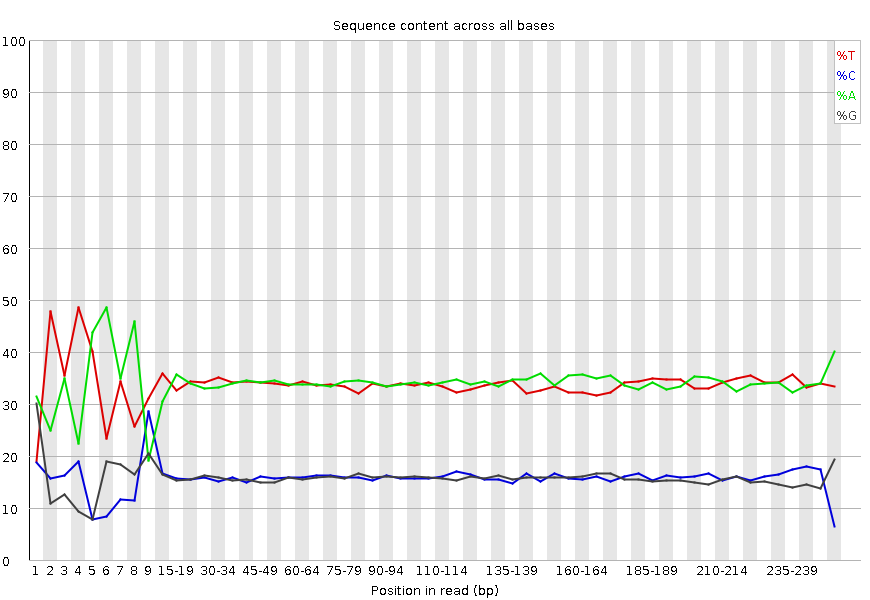 Sequence content across all bases
100
90
80
70
60
50
40
30
20
10
0
%T
%C
%A
%G
1 2 3 4 5 6 7 8 9 15-19 30-34 45-49 60-64 75-79 90-94 110-114 135-139 160-164 185-189 210-214 235-239
Position in read (bp)